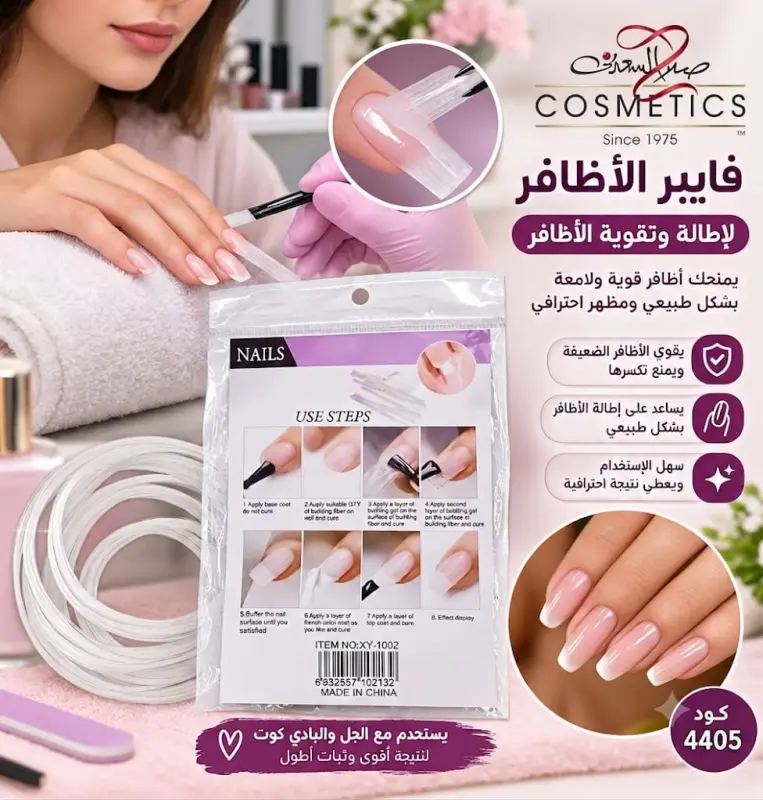 صلاح السعدني
COSMETICS
Since 1975
TM
فايبر الأظافر
لإطالة وتقوية الأظافر
يمنحك أظافر قوية ولامعة
بشكل طبيعي ومظهر احترافي
يقوي الأظافر الضعيفة
ويمنع تكسرها
يساعد على إطالة الأظافر
بشكل طبيعي
سهل الإستخدام
ويعطي نتيجة احترافية
NAILS
USE STEPS
1 Apply base coat
do not cure
2 Auply suitable QTY
of building fiber on
wall and cure
3 Apply a layer of
building gel on the
surface of building
fiber and cure
4 Apply second
layer of building gel
on the surface of
building fiber and cure
5.Buffer the nail
surface until you
satisfied
6 Apply a layer of
french color coat as
you like and cure
7 Apply a layer of
top coat and cure
8. Effect display
ITEM NO:XY-1002
6 932557 102132
MADE IN CHINA
يستخدم مع الجل والبادي كوت
لنتيجة أقوى وثبات أطول
كود
4405